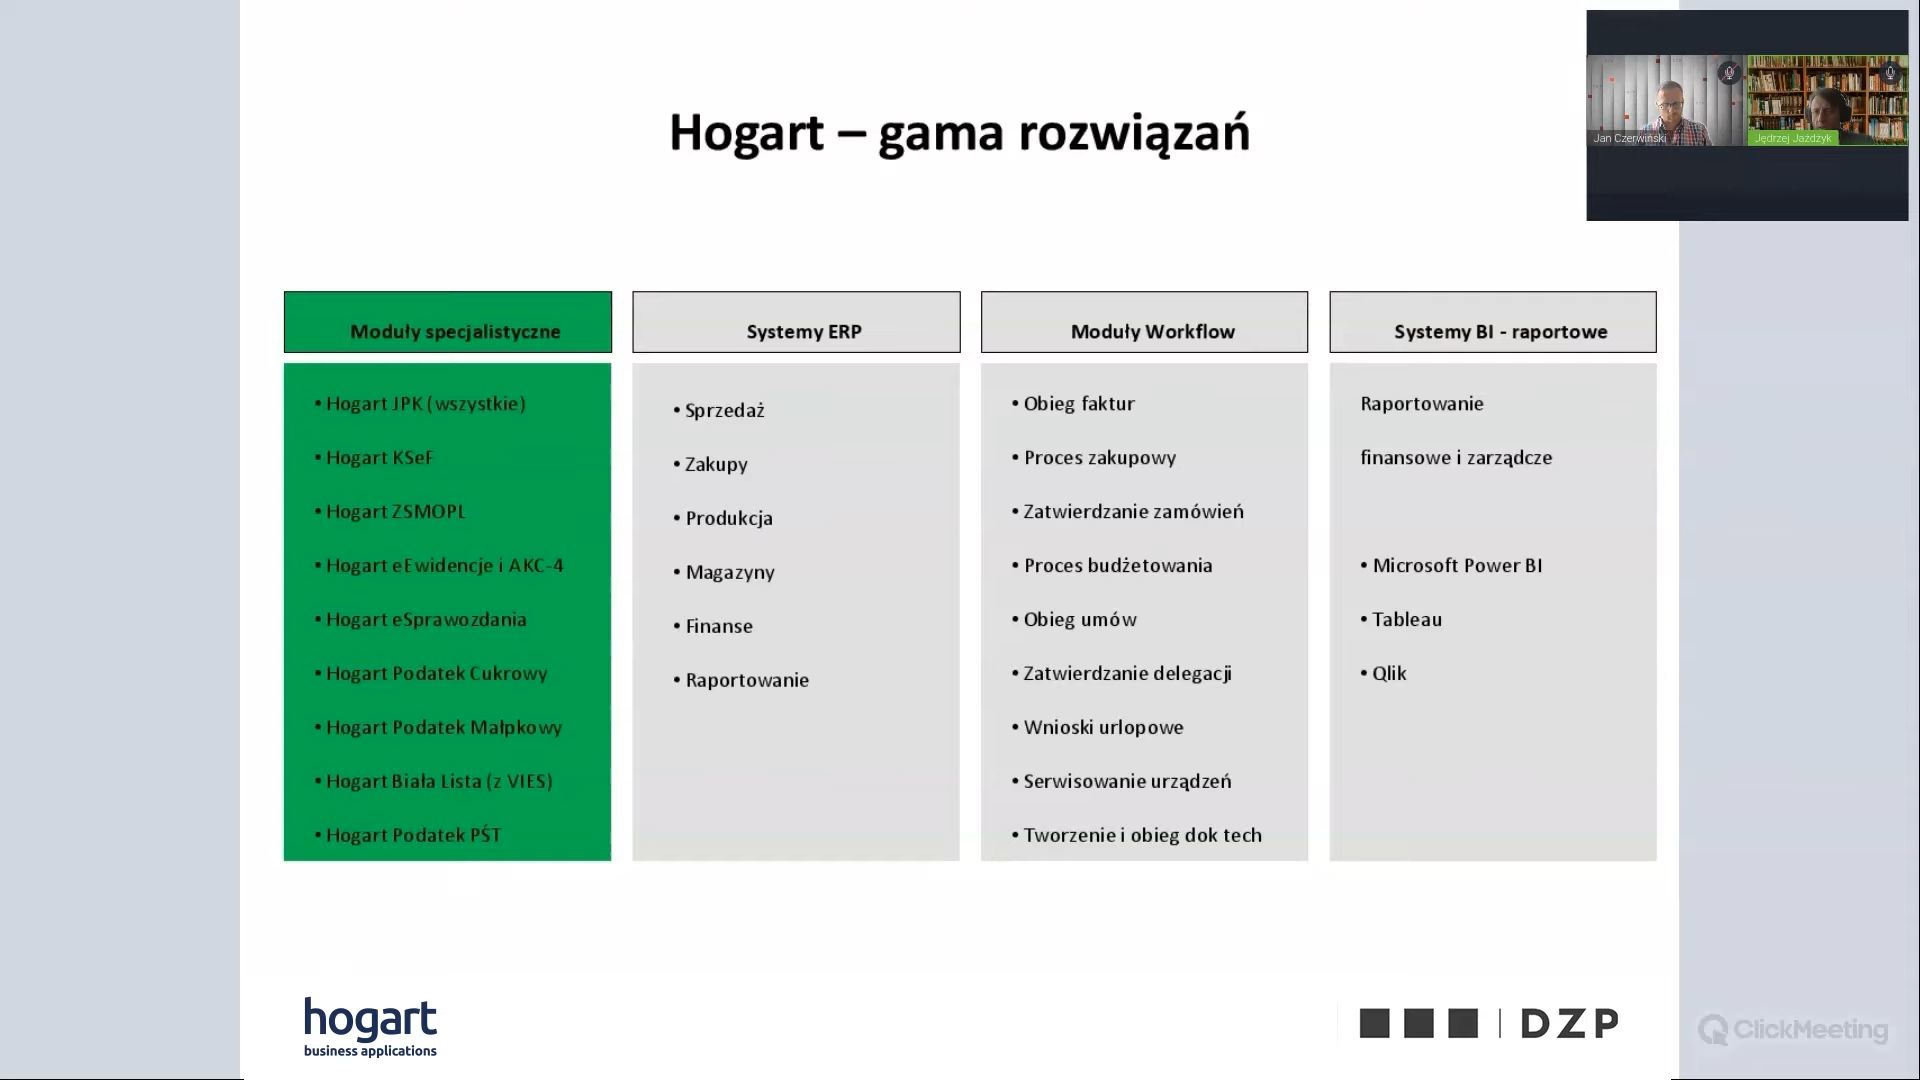 Hogart – gama rozwiązań
Jan Czerwiński
Jędrzej Jażdżyk
Moduły specjalistyczne
• Hogart JPK (wszystkie)
• Hogart KSeF
• Hogart ZSMOPL
• Hogart eEwidencje i AKC-4
• Hogart eSprawozdania
• Hogart Podatek Cukrowy
• Hogart Podatek Małpkowy
• Hogart Biała Lista (z VIES)
• Hogart Podatek PŚT
Systemy ERP
• Sprzedaż
• Zakupy
• Produkcja
• Magazyny
• Finanse
• Raportowanie
Moduły Workflow
• Obieg faktur
• Proces zakupowy
• Zatwierdzanie zamówień
• Proces budżetowania
• Obieg umów
• Zatwierdzanie delegacji
• Wnioski urlopowe
• Serwisowanie urządzeń
• Tworzenie i obieg dok tech
Systemy BI - raportowe
Raportowanie
finansowe i zarządcze
• Microsoft Power BI
• Tableau
• Qlik
hogart
business applications
DZP
ClickMeeting